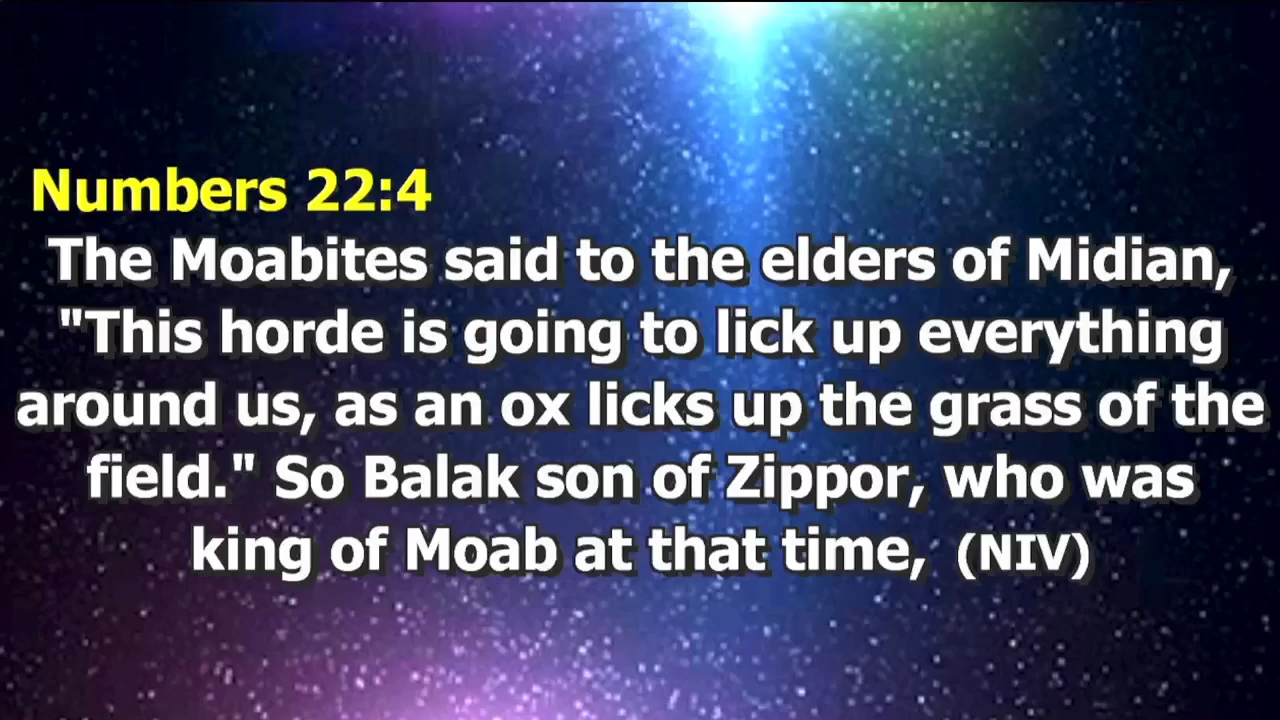 Numbers 22:4
The Moabites said to the elders of Midian,
"This horde is going to lick up everything
around us, as an ox licks up the grass of the
field." So Balak son of Zippor, who was
king of Moab at that time, (NIV)